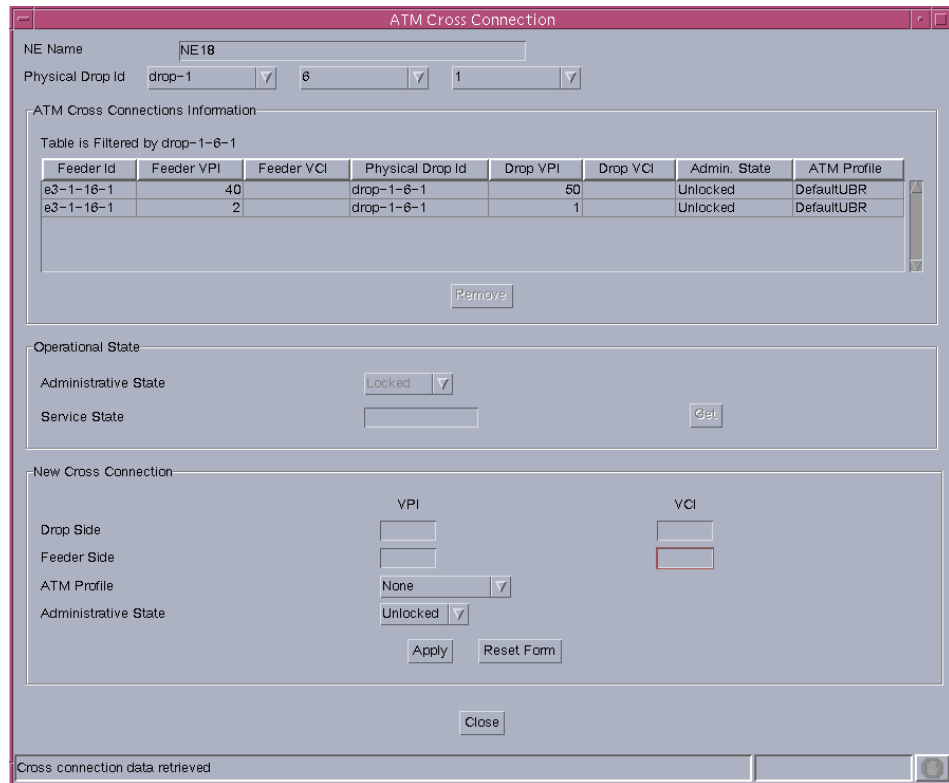 ATM Cross Connection
NE Name NE18
Physical Drop Id drop-1 6 1
ATM Cross Connections Information
Table is Filtered by drop-1-6-1
Feeder Id Feeder VPI Feeder VCI Physical Drop Id Drop VPI Drop VCI Admin. State ATM Profile
e3-1-16-1 40 drop-1-6-1 50 Unlocked DefaultUBR
e3-1-16-1 2 drop-1-6-1 1 Unlocked DefaultUBR
Remove
Operational State
Administrative State Locked
Service State Get
New Cross Connection
VPI VCI
Drop Side
Feeder Side
ATM Profile None
Administrative State Unlocked
Apply Reset Form
Close
Cross connection data retrieved